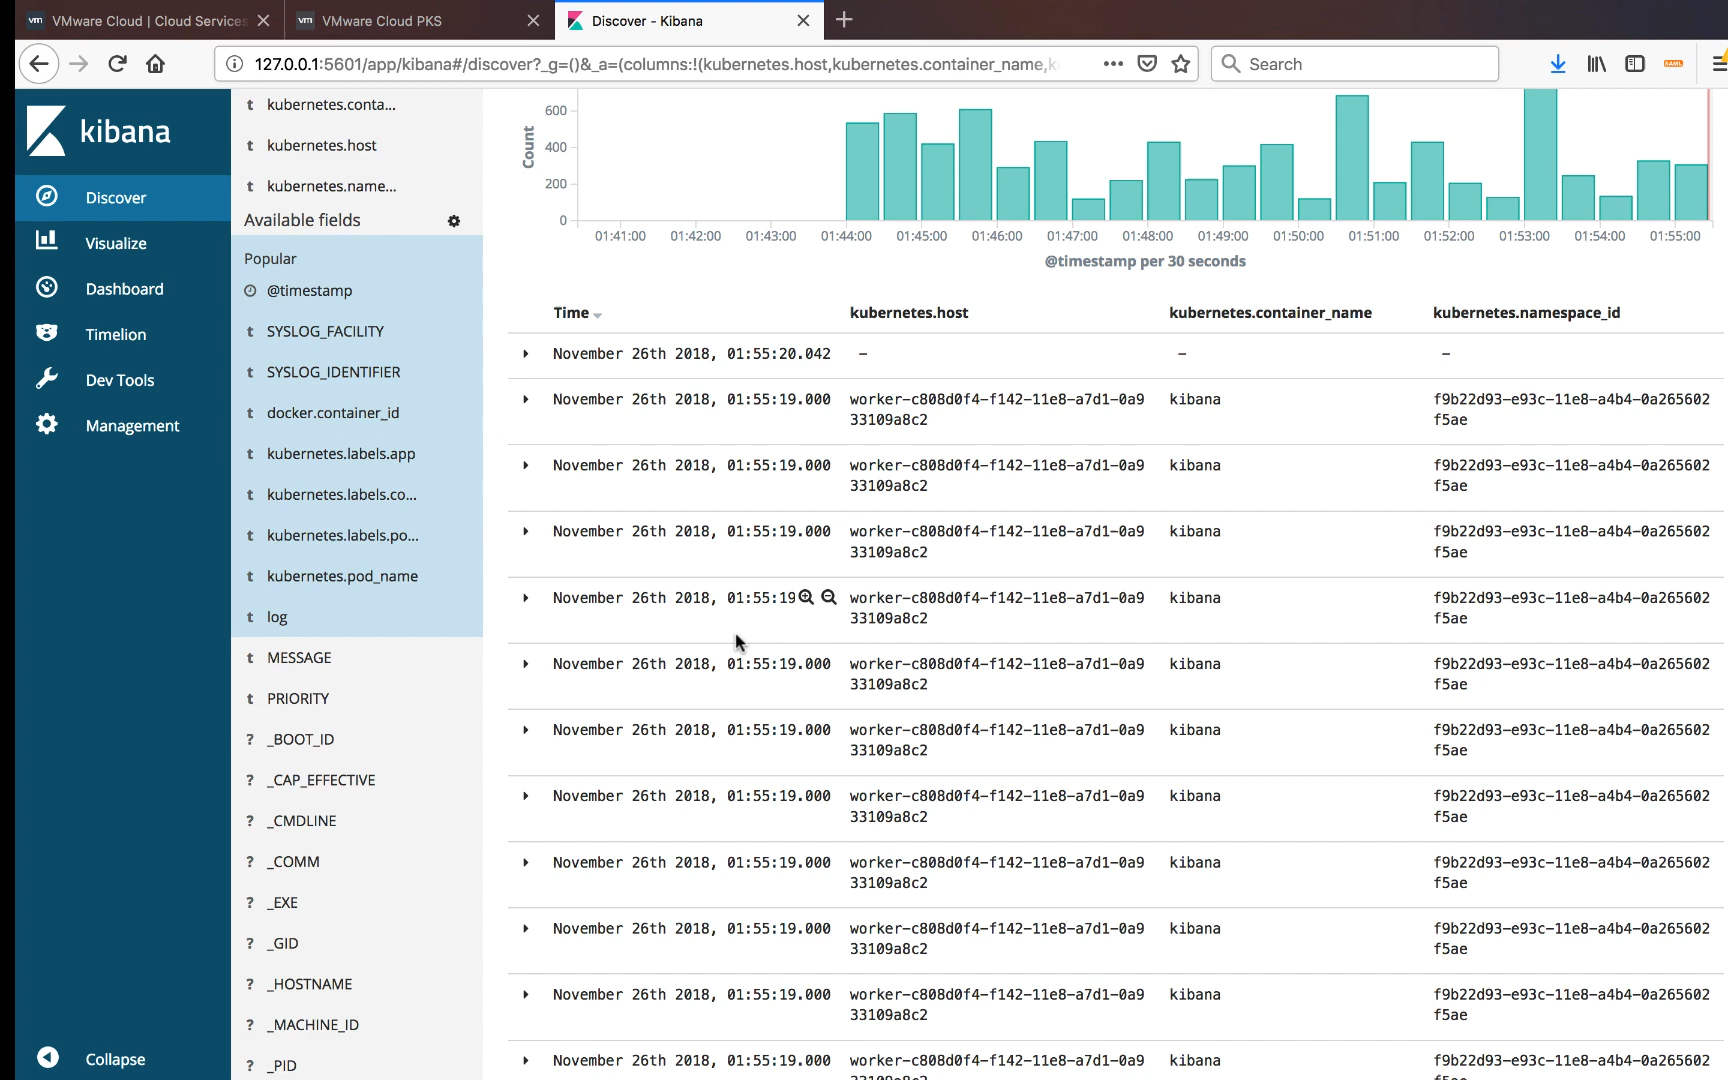 VMware Cloud | Cloud Services
VMware Cloud PKS
Discover - Kibana
127.0.0.1:5601/app/kibana#/discover?_g=()&_a=(columns:!(kubernetes.host,kubernetes.container_name,k
Search
kibana
Discover
Visualize
Dashboard
Timelion
Dev Tools
Management
Collapse
t kubernetes.conta...
t kubernetes.host
t kubernetes.name...
Available fields
Popular
@timestamp
t SYSLOG_FACILITY
t SYSLOG_IDENTIFIER
t docker.container_id
t kubernetes.labels.app
t kubernetes.labels.co...
t kubernetes.labels.po...
t kubernetes.pod_name
t log
t MESSAGE
t PRIORITY
? _BOOT_ID
? _CAP_EFFECTIVE
? _CMDLINE
? _COMM
? _EXE
? _GID
? _HOSTNAME
? _MACHINE_ID
? _PID
Count
600
400
200
0
01:41:00 01:42:00 01:43:00 01:44:00 01:45:00 01:46:00 01:47:00 01:48:00 01:49:00 01:50:00 01:51:00 01:52:00 01:53:00 01:54:00 01:55:00
@timestamp per 30 seconds
Time kubernetes.host kubernetes.container_name kubernetes.namespace_id
November 26th 2018, 01:55:20.042 – – –
November 26th 2018, 01:55:19.000 worker-c808d0f4-f142-11e8-a7d1-0a9 kibana f9b22d93-e93c-11e8-a4b4-0a265602
33109a8c2 f5ae
November 26th 2018, 01:55:19.000 worker-c808d0f4-f142-11e8-a7d1-0a9 kibana f9b22d93-e93c-11e8-a4b4-0a265602
33109a8c2 f5ae
November 26th 2018, 01:55:19.000 worker-c808d0f4-f142-11e8-a7d1-0a9 kibana f9b22d93-e93c-11e8-a4b4-0a265602
33109a8c2 f5ae
November 26th 2018, 01:55:19 worker-c808d0f4-f142-11e8-a7d1-0a9 kibana f9b22d93-e93c-11e8-a4b4-0a265602
33109a8c2 f5ae
November 26th 2018, 01:55:19.000 worker-c808d0f4-f142-11e8-a7d1-0a9 kibana f9b22d93-e93c-11e8-a4b4-0a265602
33109a8c2 f5ae
November 26th 2018, 01:55:19.000 worker-c808d0f4-f142-11e8-a7d1-0a9 kibana f9b22d93-e93c-11e8-a4b4-0a265602
33109a8c2 f5ae
November 26th 2018, 01:55:19.000 worker-c808d0f4-f142-11e8-a7d1-0a9 kibana f9b22d93-e93c-11e8-a4b4-0a265602
33109a8c2 f5ae
November 26th 2018, 01:55:19.000 worker-c808d0f4-f142-11e8-a7d1-0a9 kibana f9b22d93-e93c-11e8-a4b4-0a265602
33109a8c2 f5ae
November 26th 2018, 01:55:19.000 worker-c808d0f4-f142-11e8-a7d1-0a9 kibana f9b22d93-e93c-11e8-a4b4-0a265602
33109a8c2 f5ae
November 26th 2018, 01:55:19.000 worker-c808d0f4-f142-11e8-a7d1-0a9 kibana f9b22d93-e93c-11e8-a4b4-0a265602
33109a8c2 f5ae
November 26th 2018, 01:55:19.000 worker-c808d0f4-f142-11e8-a7d1-0a9 kibana f9b22d93-e93c-11e8-a4b4-0a265602